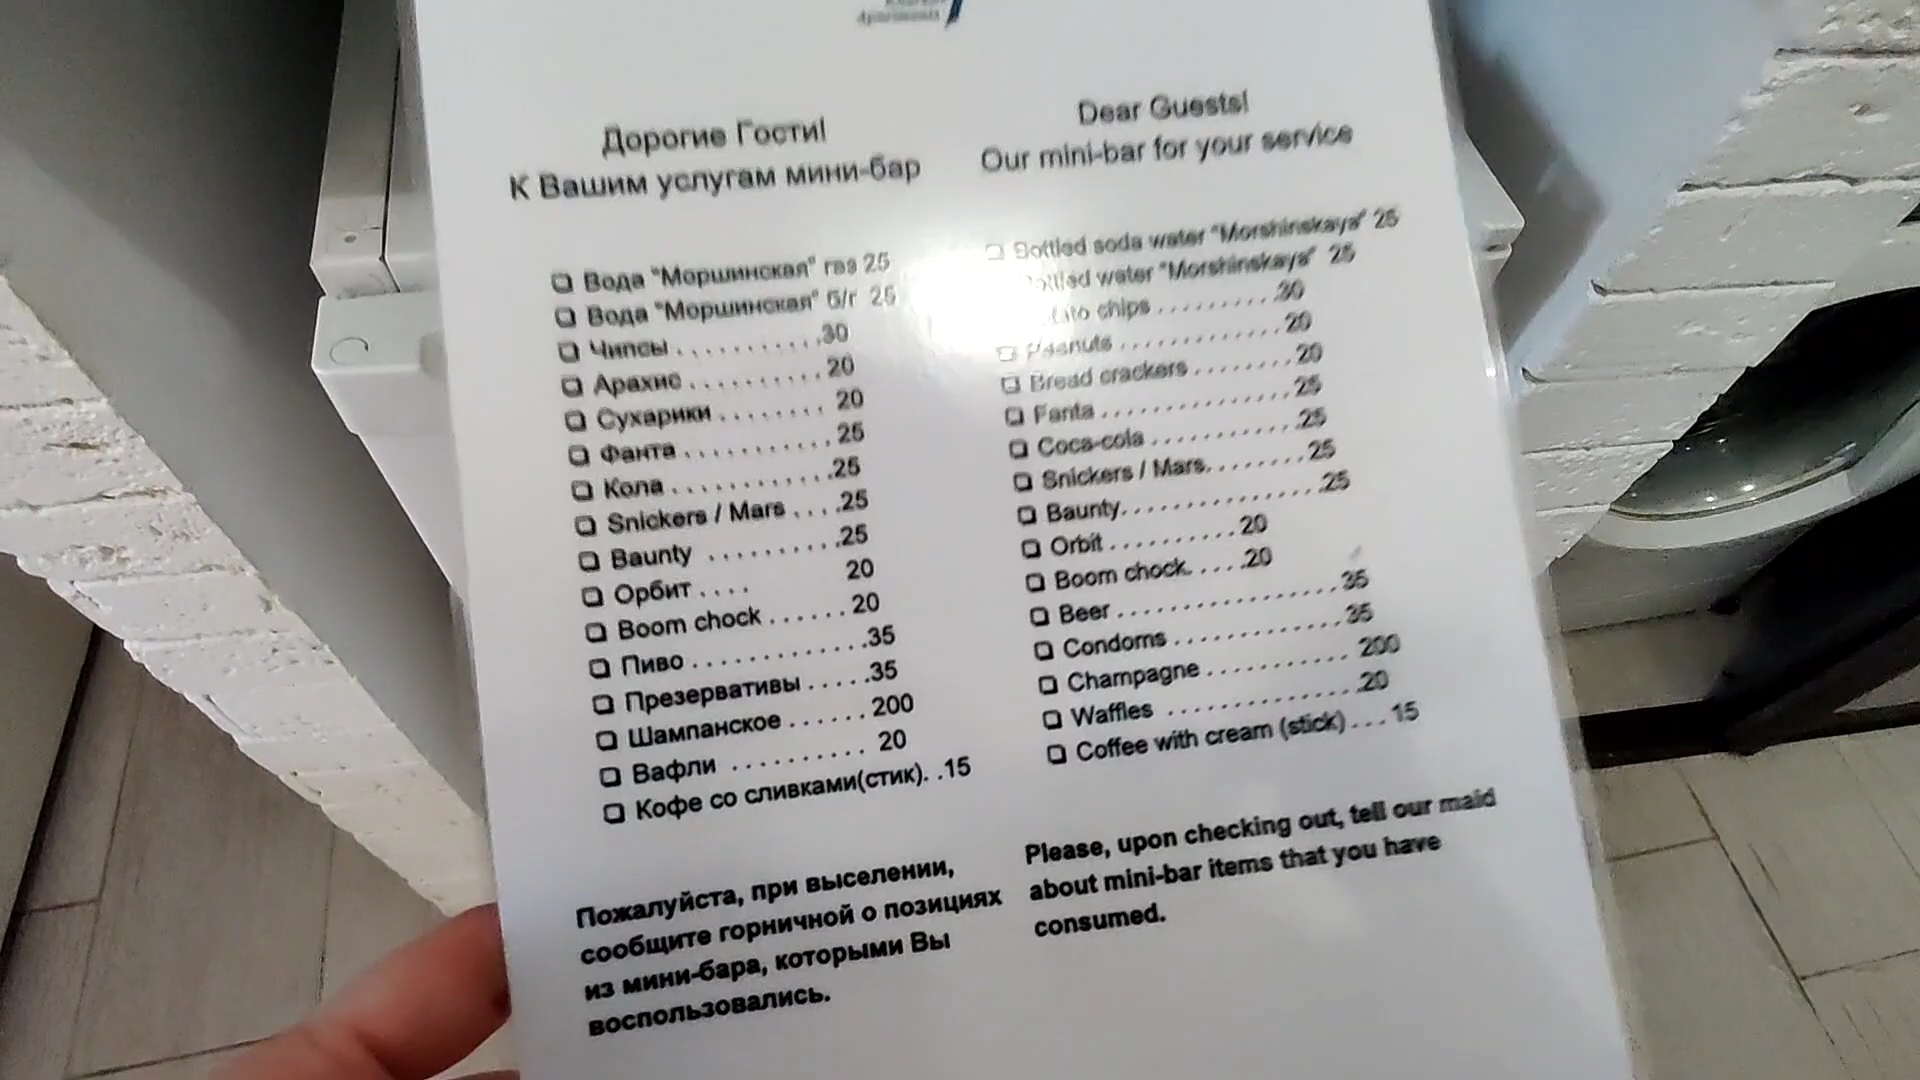 Apartments
Дорогие Гости!
К Вашим услугам мини-бар
❑ Вода "Моршинская" газ 25
❑ Вода "Моршинская" б/г 25
❑ Чипсы . . . . . . . . . . .30
❑ Арахис . . . . . . . . . . 20
❑ Сухарики . . . . . . . . 20
❑ Фанта . . . . . . . . . . . 25
❑ Кола . . . . . . . . . . . .25
❑ Snickers / Mars . . . .25
❑ Baunty . . . . . . . . . .25
❑ Орбит . . . . 20
❑ Boom chock . . . . . . 20
❑ Пиво . . . . . . . . . . . . .35
❑ Презервативы . . . . .35
❑ Шампанское . . . . . . 200
❑ Вафли . . . . . . . . . . 20
❑ Кофе со сливками(стик). .15
Пожалуйста, при выселении,
сообщите горничной о позициях
из мини-бара, которыми Вы
воспользовались.
Dear Guests!
Our mini-bar for your service
❑ Bottled soda water "Morshinskaya" 25
water "Morshinskaya" 25
chips . . . . . . . . .30
❑ Peanuts . . . . . . . . . . . .20
❑ Bread crackers . . . . . . . .20
❑ Fanta . . . . . . . . . . . . . . .25
❑ Coca-cola . . . . . . . . . . . .25
❑ Snickers / Mars. . . . . . . .25
❑ Baunty. . . . . . . . . . . . . . .25
❑ Orbit . . . . . . . . . . 20
❑ Boom chock. . . . .20
❑ Beer . . . . . . . . . . . . . . . . .35
❑ Condoms . . . . . . . . . . . . .35
❑ Champagne . . . . . . . . . . . 200
❑ Waffles . . . . . . . . . . . . . .20
❑ Coffee with cream (stick) . . . 15
Please, upon checking out, tell our maid
about mini-bar items that you have
consumed.